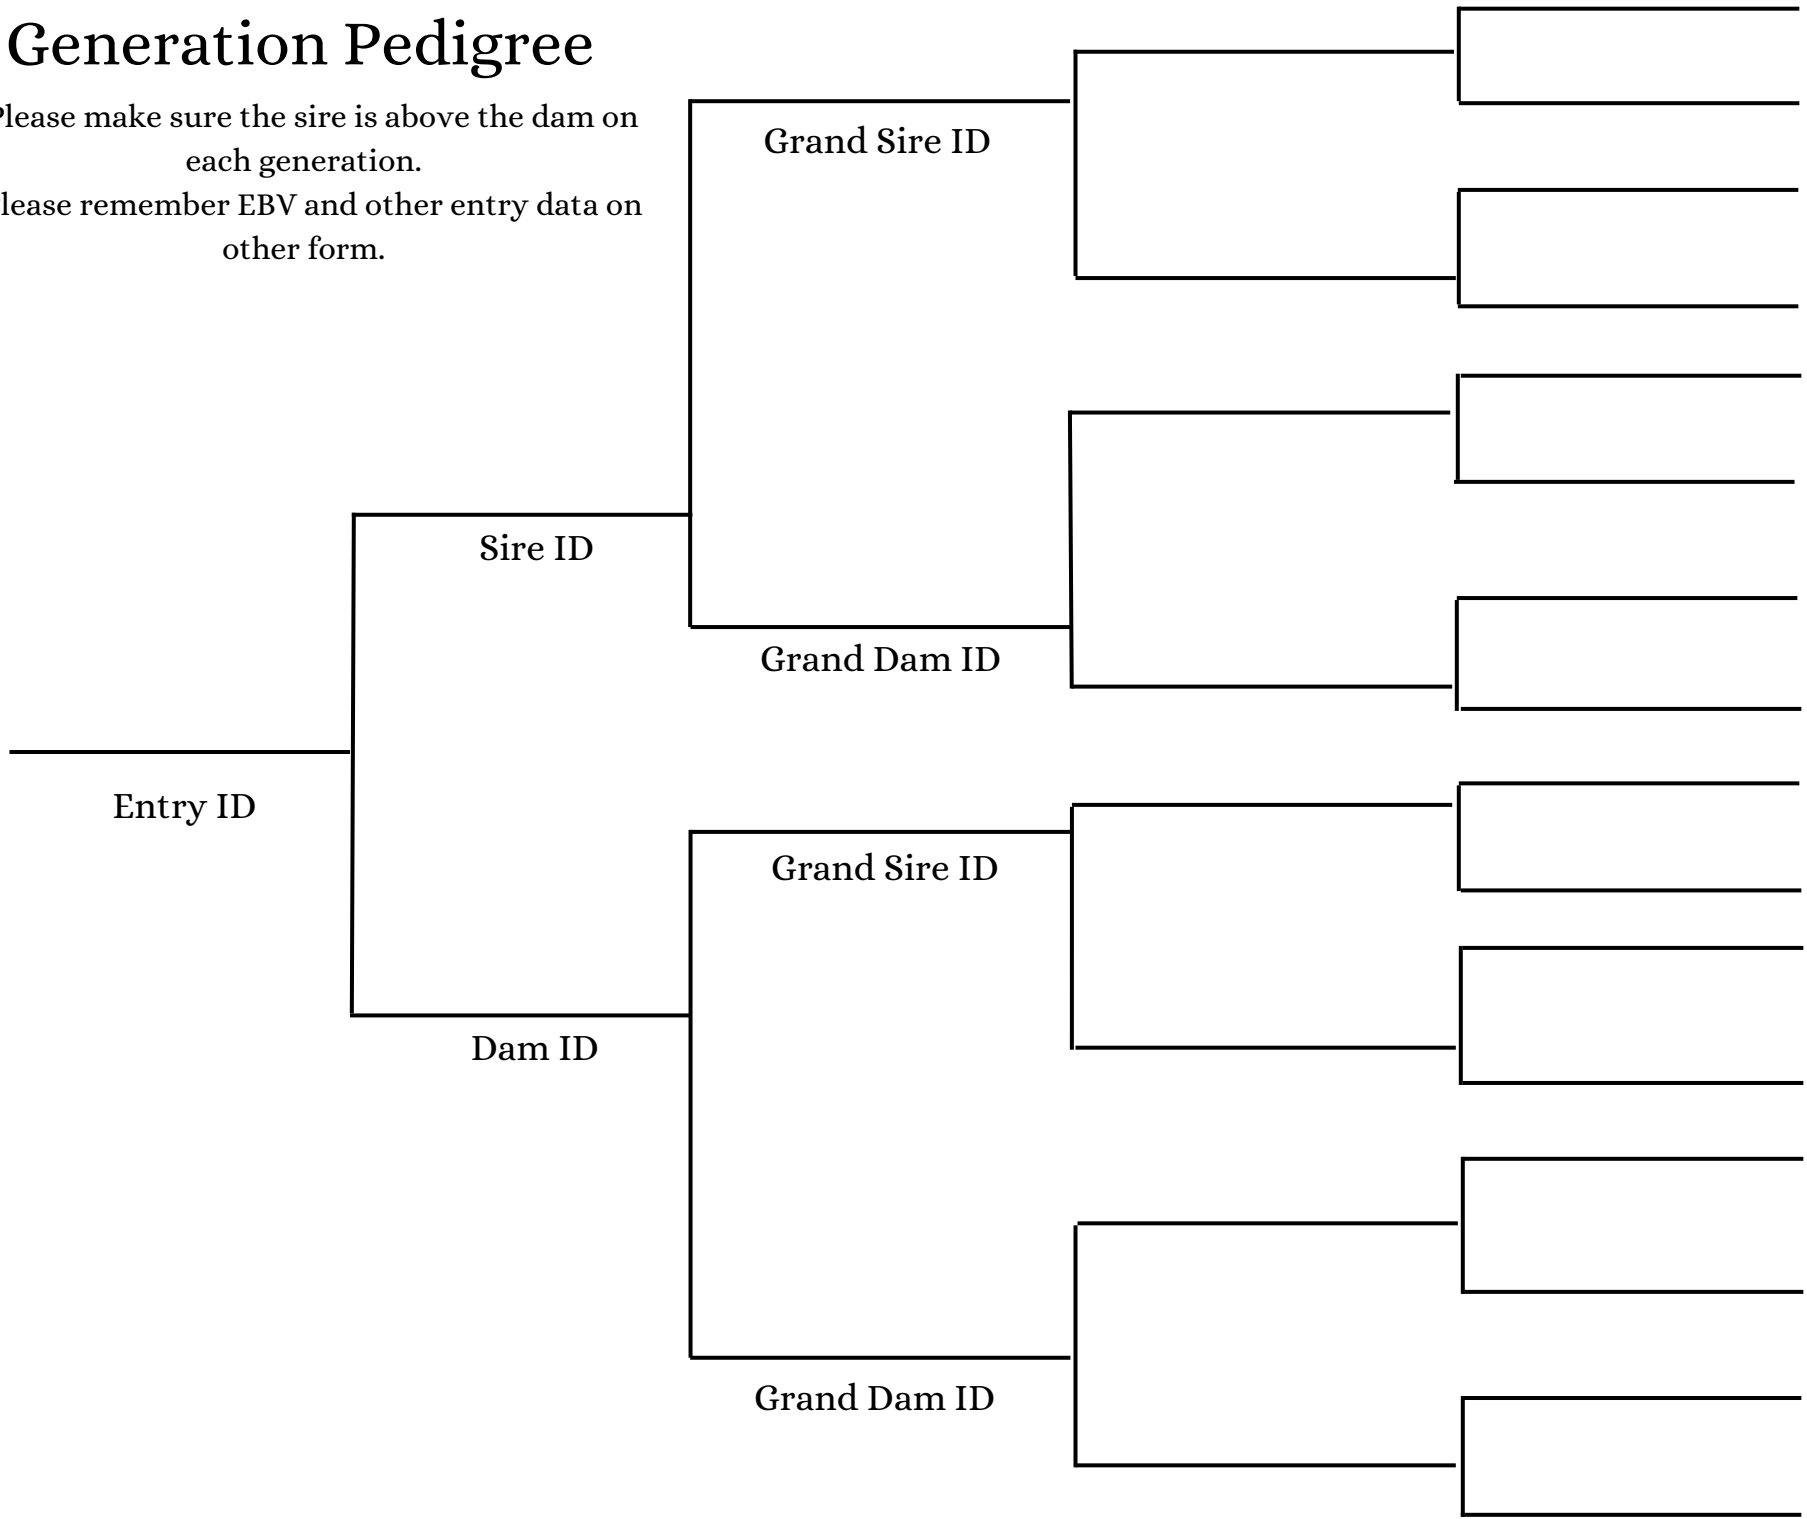 Generation Pedigree
Please make sure the sire is above the dam on
each generation.
lease remember EBV and other entry data on
other form.
Grand Sire ID
Sire ID
Grand Dam ID
Entry ID
Grand Sire ID
Dam ID
Grand Dam ID